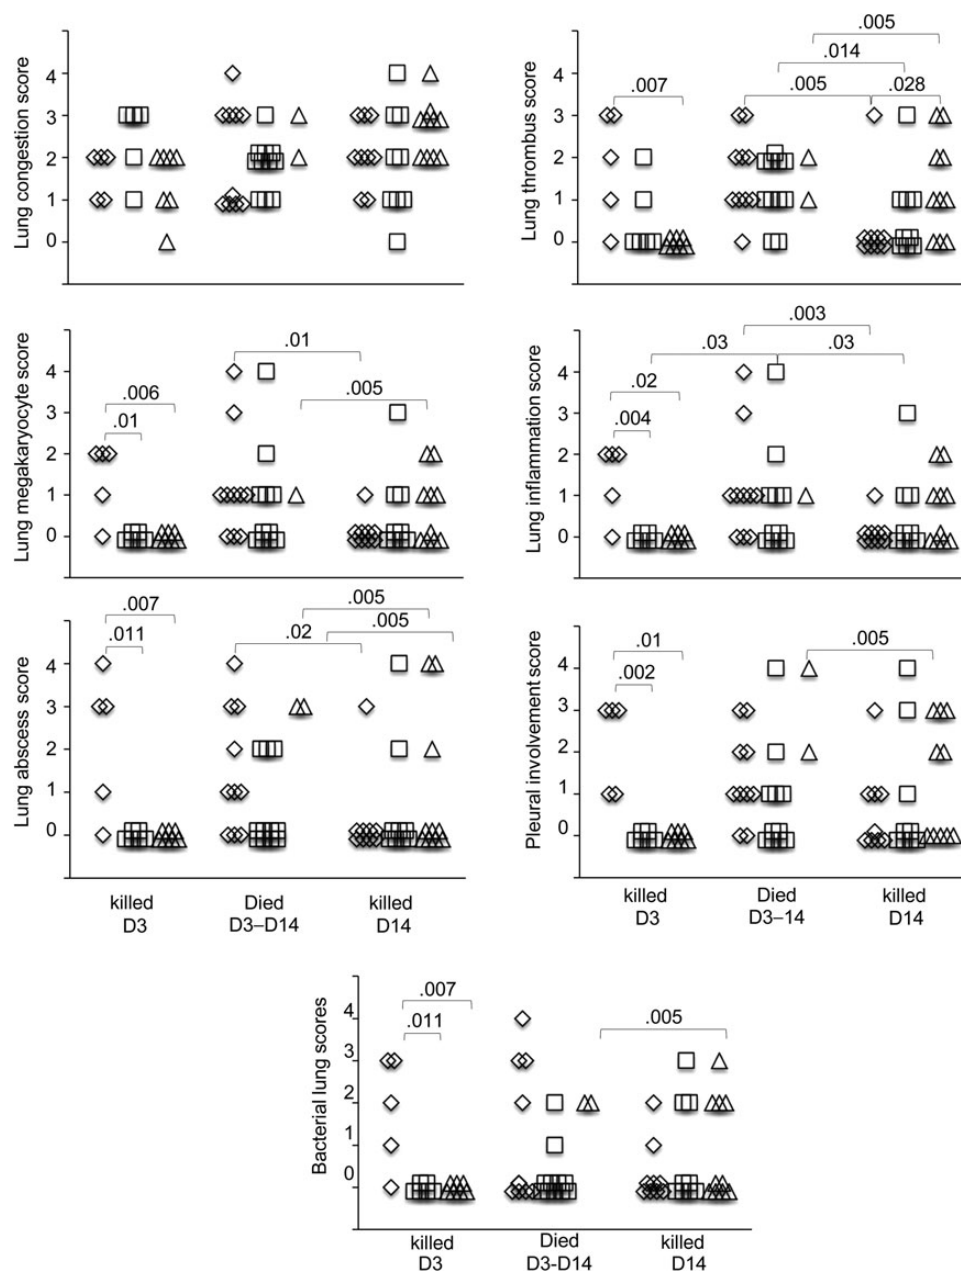 Lung congestion score
4
3
2
1
0
Lung thrombus score
4
3
2
1
0
.005
.014
.005
.028
.007
Lung megakaryocyte score
4
3
2
1
0
.01
.006
.005
.01
Lung inflammation score
4
3
2
1
0
.003
.03
.03
.02
.004
Lung abscess score
4
3
2
1
0
.007
.005
.011
.02
.005
killed
D3
Died
D3–D14
killed
D14
Pleural involvement score
4
3
2
1
0
.01
.005
.002
killed
D3
Died
D3–14
killed
D14
Bacterial lung scores
4
3
2
1
0
.007
.011
.005
killed
D3
Died
D3-D14
killed
D14